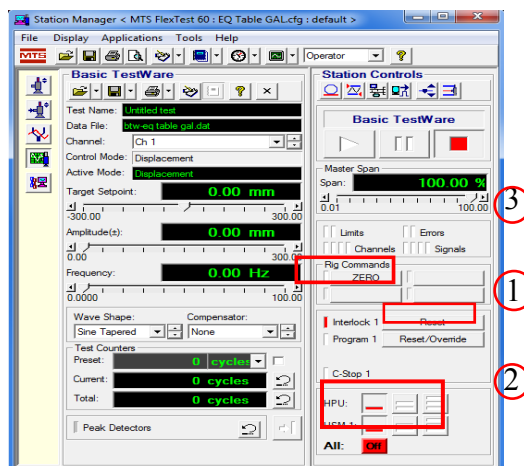 Station Manager < MTS FlexTest 60 : EQ Table GAL.cfg : default >
File Display Applications Tools Help
MTS Operator ?
Basic TestWare
Test Name: Untitled test
Data File: btw-eq table gal.dat
Channel: Ch 1
Control Mode: Displacement
Active Mode: Displacement
Target Setpoint: 0.00 mm
-300.00 300.00
Amplitude(±): 0.00 mm
0.00 300.00
Frequency: 0.00 Hz
0.0000 100.00
Wave Shape: Compensator:
Sine Tapered None
Test Counters
Preset: 0 cycles
Current: 0 cycles
Total: 0 cycles
Peak Detectors
Station Controls
Basic TestWare
Master Span
Span: 100.00 %
0.01 100.00
3
Limits Errors
Channels Signals
Rig Commands
ZERO
1
Interlock 1 Reset
Program 1 Reset/Override
C-Stop 1
2
HPU:
HSM 1:
All: Off